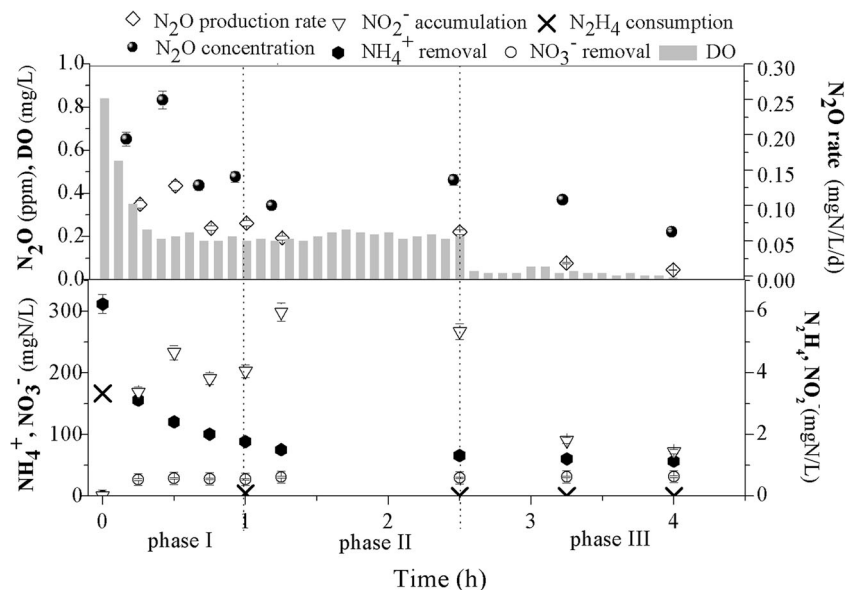 N₂O production rate NO₂⁻ accumulation N₂H₄ consumption
N₂O concentration NH₄⁺ removal NO₃⁻ removal DO
N₂O (ppm), DO (mg/L)
1.0
0.8
0.6
0.4
0.2
0.0
0.30
0.25
0.20
0.15
0.10
0.05
0.00
N₂O rate (mgN/L/d)
NH₄⁺, NO₃⁻ (mgN/L)
300
200
100
0
6
4
2
0
N₂H₄, NO₂⁻(mgN/L)
0 1 2 3 4
phase I phase II phase III
Time (h)